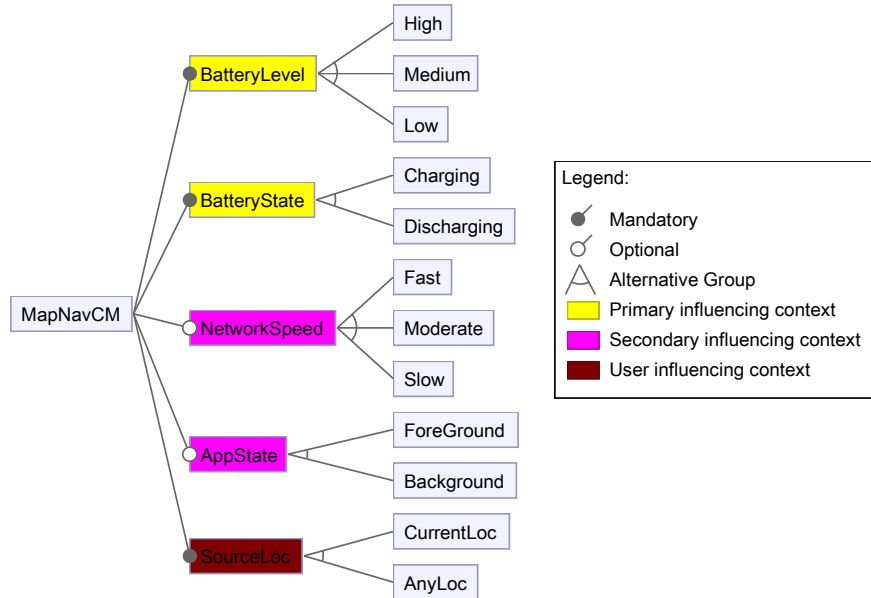 High
BatteryLevel
Medium
Low
Charging
BatteryState
Discharging
Fast
MapNavCM
NetworkSpeed
Moderate
Slow
ForeGround
AppState
Background
CurrentLoc
SourceLoc
AnyLoc
Legend:
Mandatory
Optional
Alternative Group
Primary influencing context
Secondary influencing context
User influencing context